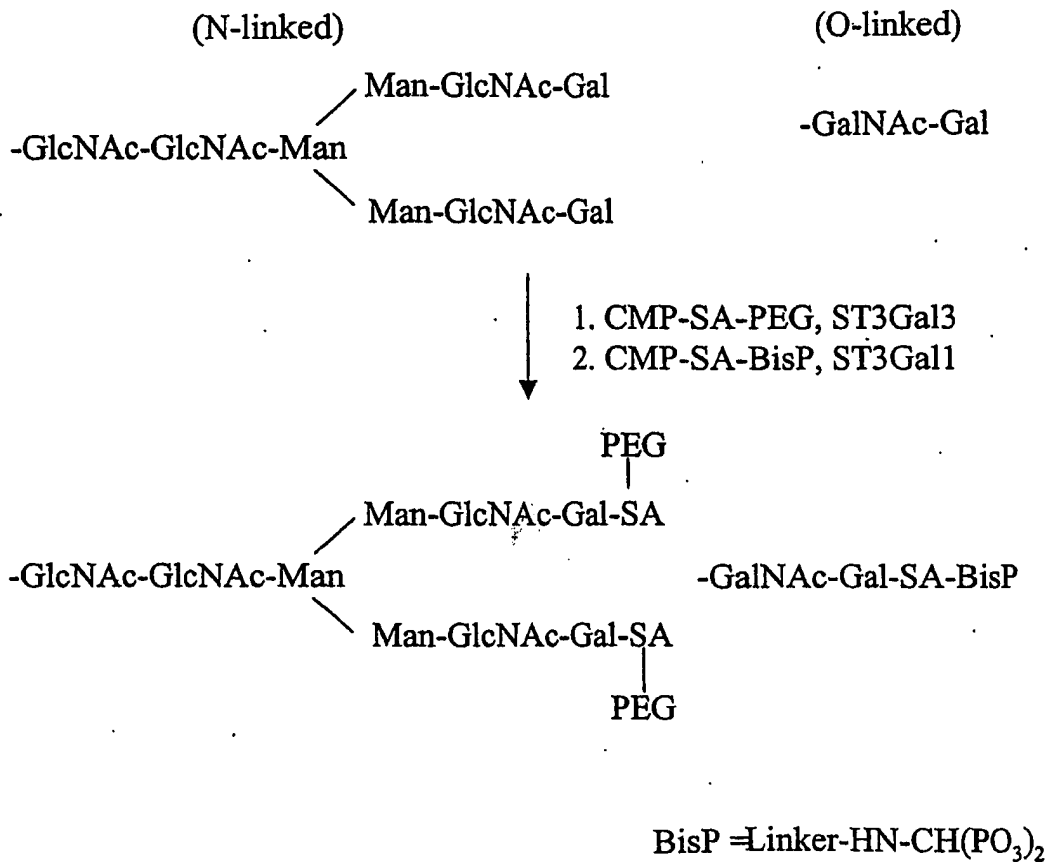 (N-linked)
(O-linked)
Man-GlcNAc-Gal
-GalNAc-Gal
-GlcNAc-GlcNAc-Man
Man-GlcNAc-Gal
1. CMP-SA-PEG, ST3Gal3
2. CMP-SA-BisP, ST3Gal1
PEG
Man-GlcNAc-Gal-SA
-GlcNAc-GlcNAc-Man
-GalNAc-Gal-SA-BisP
Man-GlcNAc-Gal-SA
PEG
BisP =Linker-HN-CH(PO₃)₂